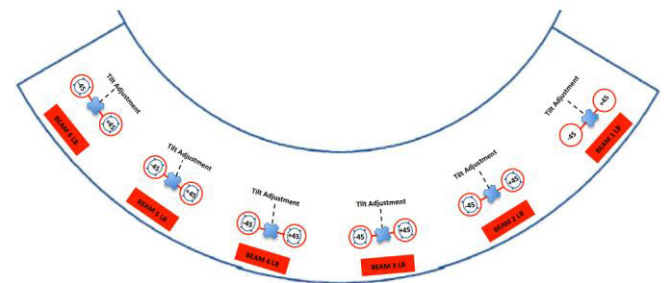 -45
+45
Tilt Adjustment
BEAM 6 LB
-45
+45
Tilt Adjustment
BEAM 5 LB
-45
+45
Tilt Adjustment
BEAM 4 LB
-45
+45
Tilt Adjustment
BEAM 3 LB
-45
+45
Tilt Adjustment
BEAM 2 LB
-45
+45
Tilt Adjustment
BEAM 1 LB